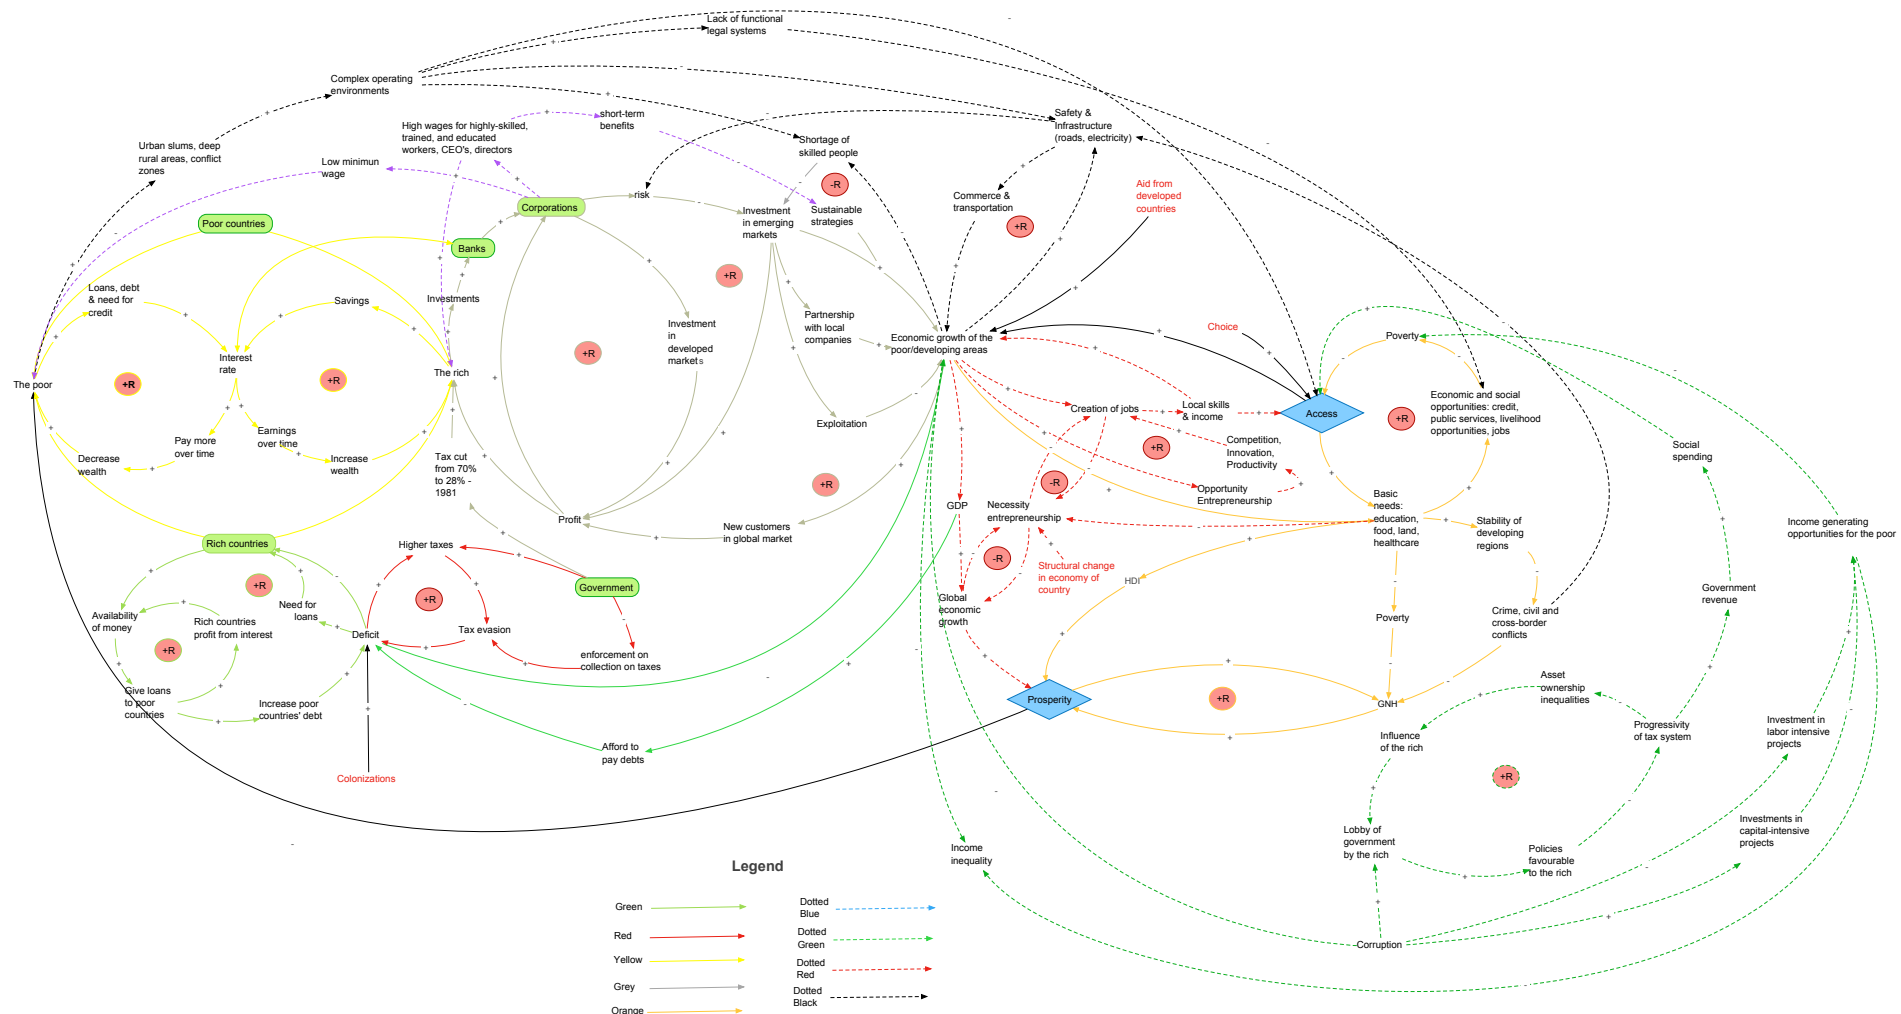 Lack of functional
legal systems
Complex operating
environments
Safety &
Infrastructure
(roads, electricity)
short-term
benefits
High wages for highly-skilled,
trained, and educated
workers, CEO's, directors
Shortage of
skilled people
Urban slums, deep
rural areas, conflict
zones
Low minimun
wage
-R
Aid from
developed
countries
risk
Commerce &
transportation
Corporations
Investment
in emerging
markets
Sustainable
strategies
Poor countries
+R
Banks
+R
Loans, debt
& need for
credit
Savings
Investments
Partnership
with local
companies
Investment
in
developed
markets
Choice
Economic growth of the
poor/developing areas
Poverty
Interest
rate
+R
The poor
+R
+R
The rich
Economic and social
opportunities: credit,
public services, livelihood
opportunities, jobs
Creation of jobs
Local skills
& income
Access
+R
Exploitation
Earnings
over time
Pay more
over time
Competition,
Innovation,
Productivity
+R
Social
spending
Decrease
wealth
Increase
wealth
Tax cut
from 70%
to 28% -
1981
+R
-R
Opportunity
Entrepreneurship
Basic
needs:
education,
food, land,
healthcare
GDP
Necessity
entrepreneurship
Profit
New customers
in global market
Stability of
developing
regions
Income generating
opportunities for the poor
Rich countries
Higher taxes
-R
Structural change
in economy of
country
HDI
+R
+R
Government
Government
revenue
Global
economic
growth
Need for
loans
Availability
of money
Rich countries
profit from interest
Crime, civil and
cross-border
conflicts
Poverty
Deficit
Tax evasion
+R
enforcement on
collection on taxes
Asset
ownership
inequalities
Give loans
to poor
countries
Increase poor
countries' debt
Prosperity
+R
GNH
Progressivity
of tax system
Investment in
labor intensive
projects
Influence
of the rich
Afford to
pay debts
Colonizations
+R
Investments in
capital-intensive
projects
Lobby of
government
by the rich
Income
inequality
Policies
favourable
to the rich
Corruption
Legend
Green
Red
Yellow
Grey
Orange
Dotted
Blue
Dotted
Green
Dotted
Red
Dotted
Black